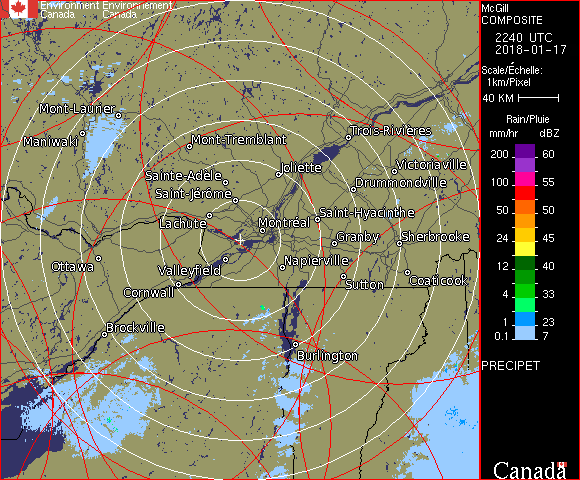 Environment Environnement
Canada Canada
McGill
COMPOSITE
2240 UTC
2018-01-17
Scale/Échelle:
1km/Pixel
40 KM
Rain/Pluie
mm/hr dBZ
200 60
150 57
100 55
50 50
24 45
12 40
4 33
1 23
0.1 7
PRECIPET
Canada
Mont-Laurier
Maniwaki
Mont-Tremblant
Trois-Rivières
Sainte-Adèle
Joliette
Victoriaville
Saint-Jérôme
Drummondville
Lachute
Montréal
Saint-Hyacinthe
Granby
Sherbrooke
Ottawa
Valleyfield
Napierville
Cornwall
Sutton
Coaticook
Brockville
Burlington